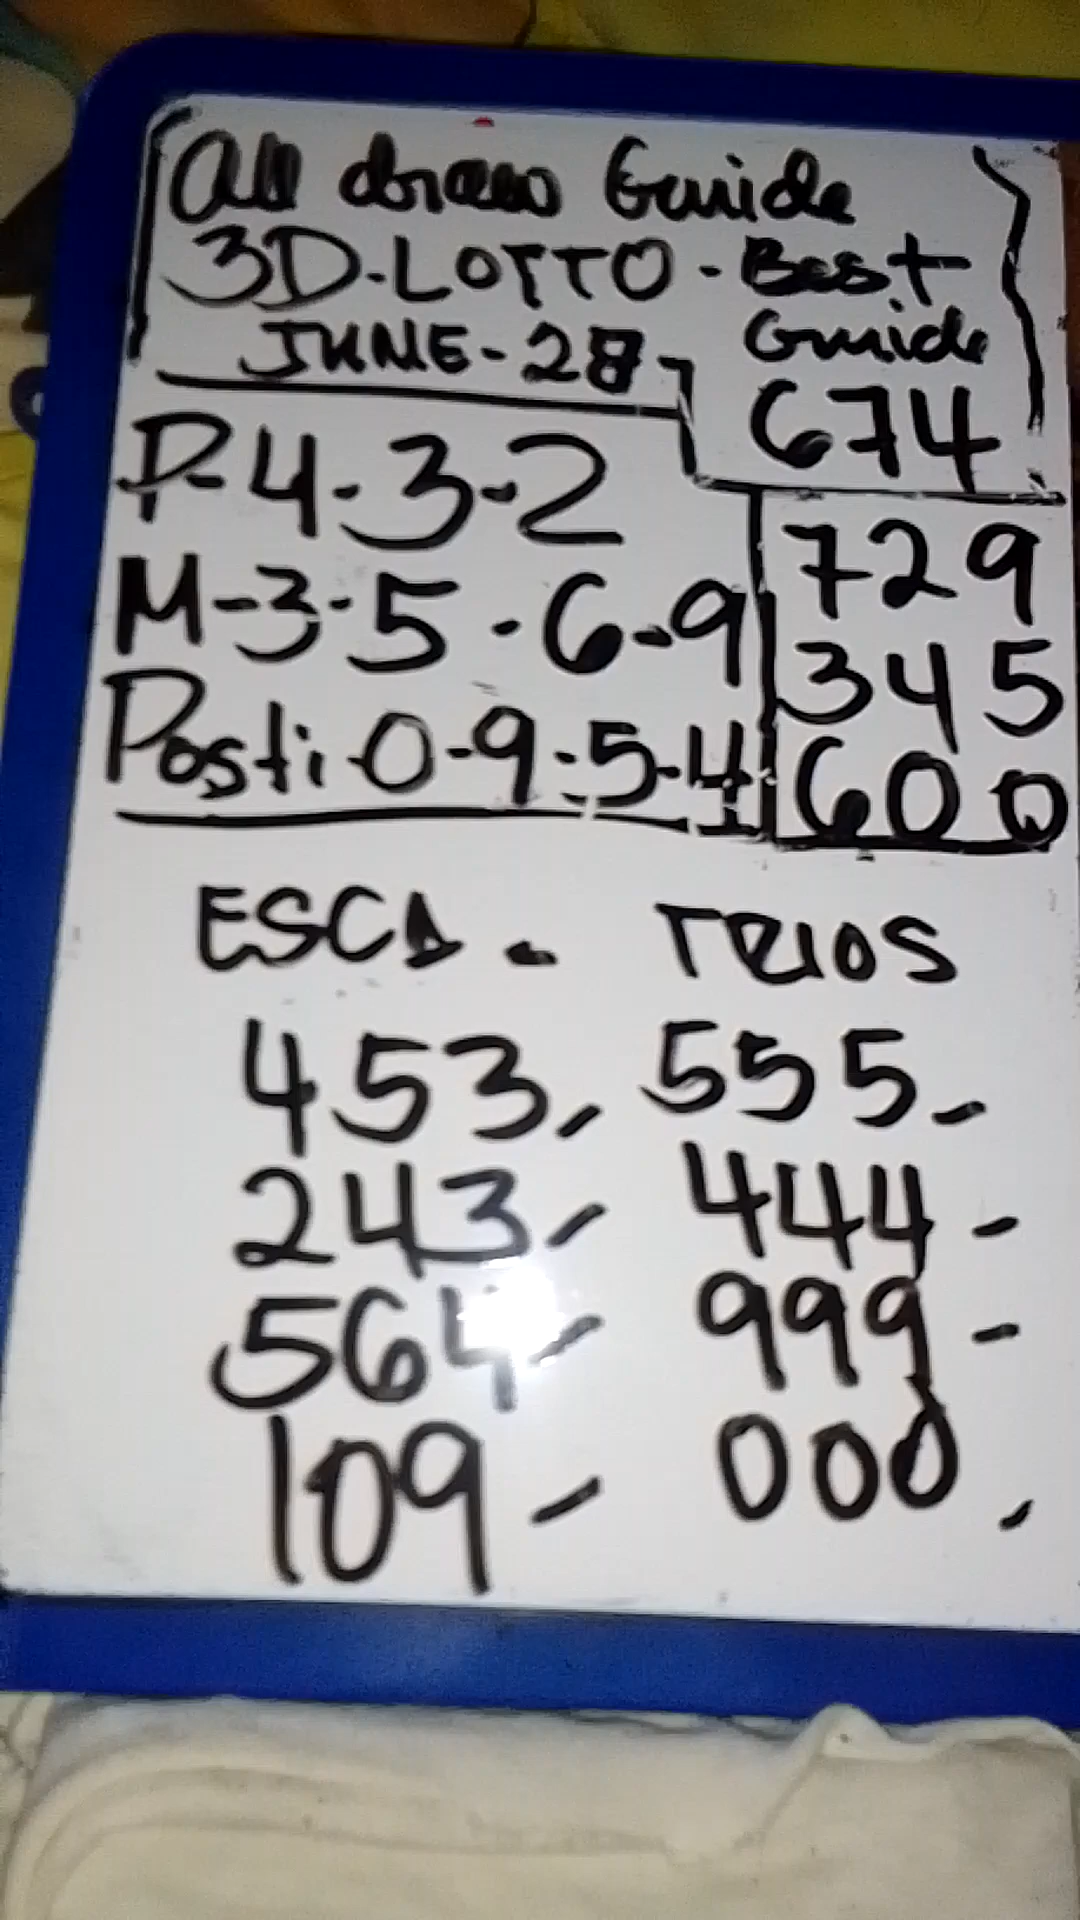 All draw Guide
3D-LOTTO - Best
Guide
JUNE-28
674
P-4-3-2
729
M-3-5-6-9
345
Posti-0-9-5-4
600
ESCA - TRIOS
453, 555-
243- 444-
564- 999-
109- 000,